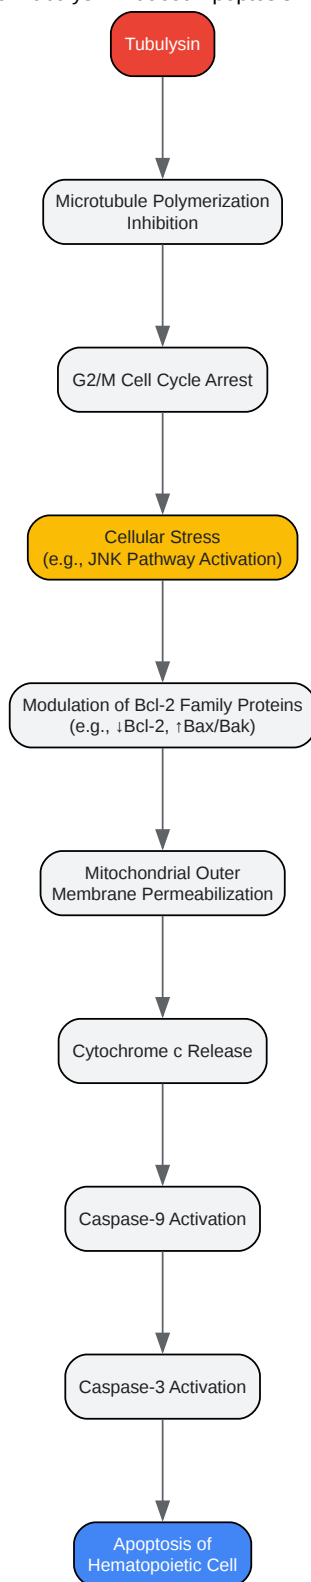 Tubulysin
Microtubule Polymerization
Inhibition
G2/M Cell Cycle Arrest
Cellular Stress
(e.g., JNK Pathway Activation)
Modulation of Bcl-2 Family Proteins
(e.g., ↓Bcl-2, ↑Bax/Bak)
Mitochondrial Outer
Membrane Permeabilization
Cytochrome c Release
Caspase-9 Activation
Caspase-3 Activation
Apoptosis of
Hematopoietic Cell